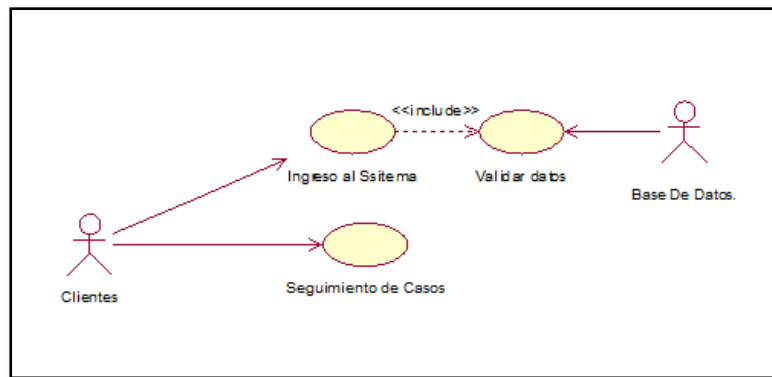 <<include>>
Ingreso al Ssitema
Validar datos
Base De Datos.
Seguimiento de Casos
Clientes